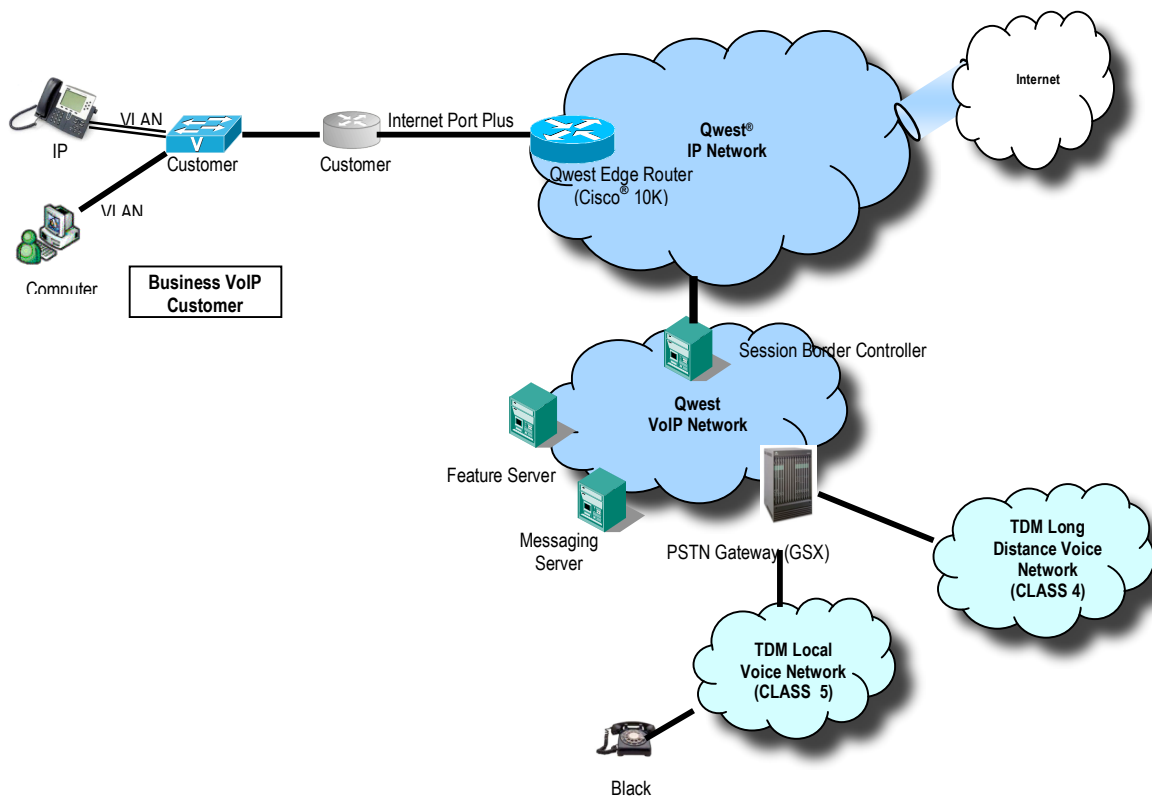 Internet
VLAN
Internet Port Plus
Qwest®
IP Network
IP
V
Customer
Customer
Qwest Edge Router
(Cisco® 10K)
VLAN
Computer
Business VoIP
Customer
Session Border Controller
Qwest
VoIP Network
Feature Server
Messaging
Server
PSTN Gateway (GSX)
TDM Long
Distance Voice
Network
(CLASS 4)
TDM Local
Voice Network
(CLASS 5)
Black